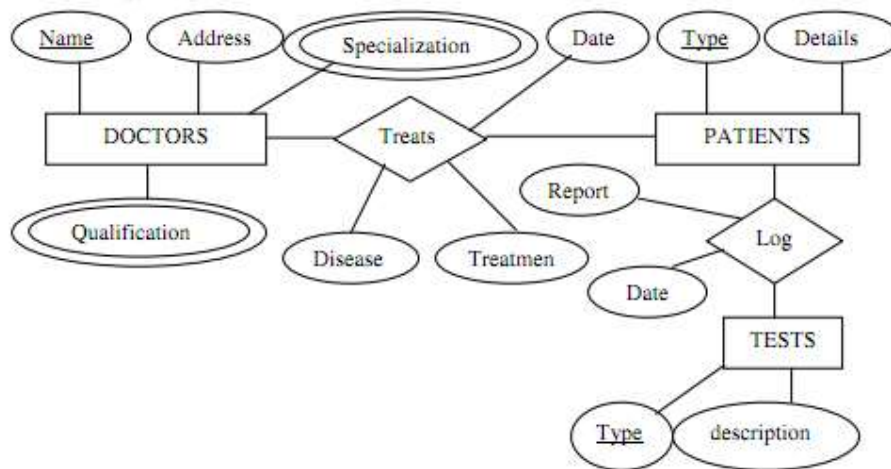 Name
Address
Specialization
Date
Type
Details
DOCTORS
Treats
PATIENTS
Report
Qualification
Log
Disease
Treatmen
Date
TESTS
Type
description